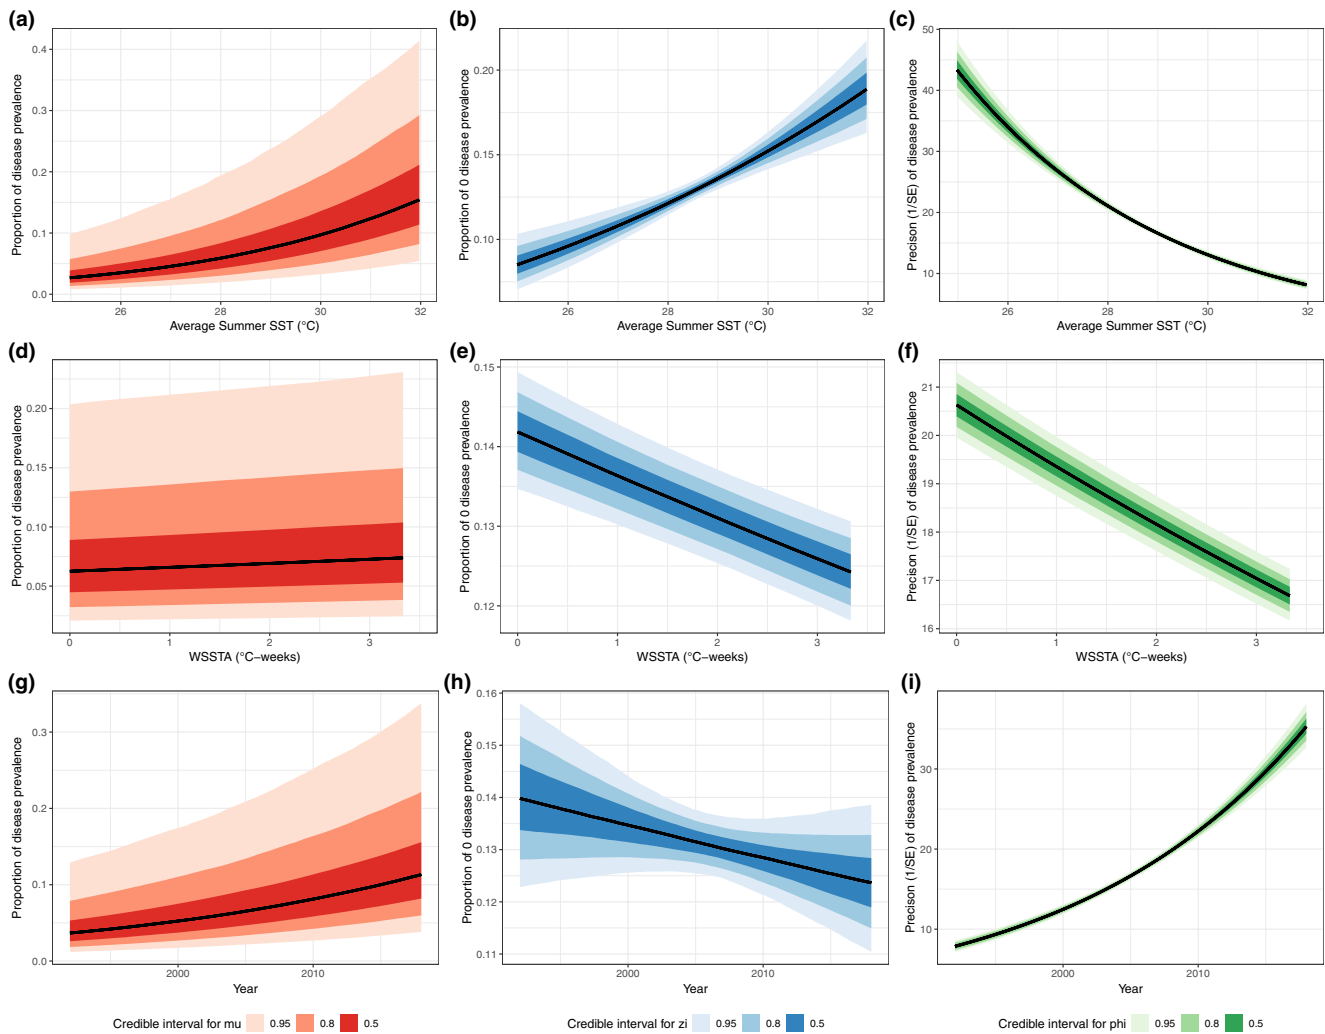 (a)
Proportion of disease prevalence
0.4
0.3
0.2
0.1
0.0
26 28 30 32
Average Summer SST (°C)
(b)
Proportion of 0 disease prevalence
0.20
0.15
0.10
26 28 30 32
Average Summer SST (°C)
(c)
Precison (1/SE) of disease prevalence
50
40
30
20
10
26 28 30 32
Average Summer SST (°C)
(d)
Proportion of disease prevalence
0.20
0.15
0.10
0.05
0 1 2 3
WSSTA (°C–weeks)
(e)
Proportion of 0 disease prevalence
0.15
0.14
0.13
0.12
0 1 2 3
WSSTA (°C–weeks)
(f)
Precison (1/SE) of disease prevalence
21
20
19
18
17
16
0 1 2 3
WSSTA (°C–weeks)
(g)
Proportion of disease prevalence
0.3
0.2
0.1
0.0
2000 2010
Year
(h)
Proportion of 0 disease prevalence
0.16
0.15
0.14
0.13
0.12
0.11
2000 2010
Year
(i)
Precison (1/SE) of disease prevalence
30
20
10
2000 2010
Year
Credible interval for mu 0.95 0.8 0.5
Credible interval for zi 0.95 0.8 0.5
Credible interval for phi 0.95 0.8 0.5